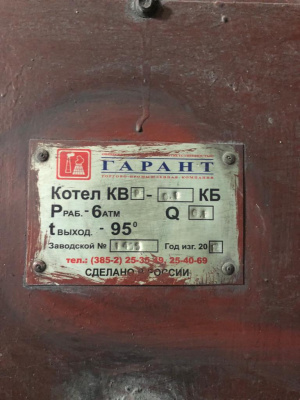 ГАРАНТ
Котел КВ - КБ
Pраб. - 6атм Q
tвыход. - 95°
Заводской № Год изг. 20
тел.: (385-2) 25-40-69
СДЕЛАНО В РОССИИ